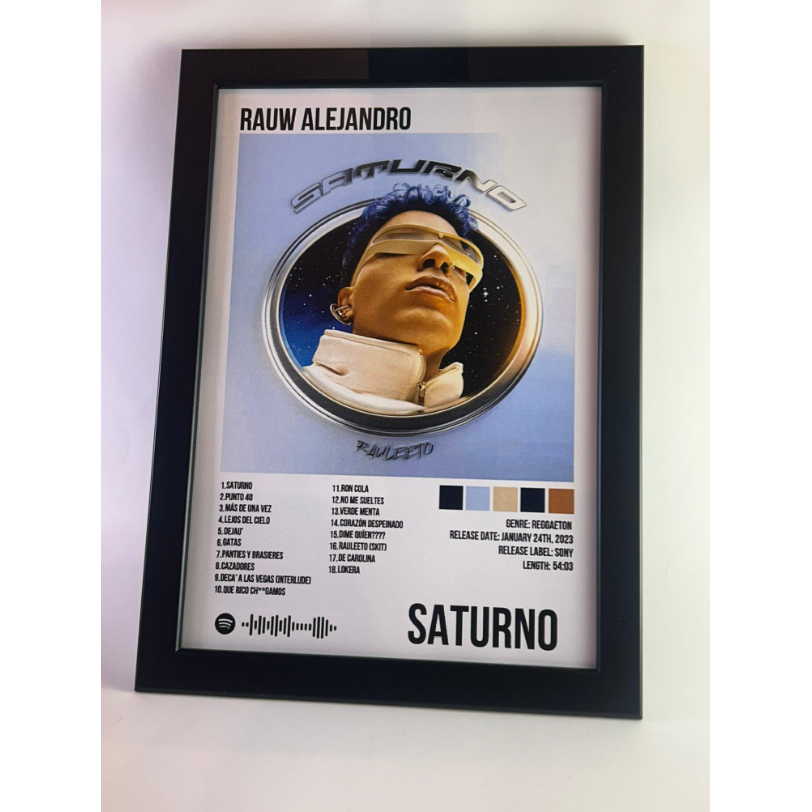 RAUW ALEJANDRO
SATURNO
RAULEETO
1.SATURNO
2.PUNTO 40
3.MÁS DE UNA VEZ
4.LEJOS DEL CIELO
5. DEJAU'
6.GATAS
7.PANTIES Y BRASIERES
8.CAZADORES
9.DECA' A LAS VEGAS (INTERLUDE)
10.QUE RICO CH**GAMOS
11.RON COLA
12.NO ME SUELTES
13.VERDE MENTA
14.CORAZÓN DESPEINADO
15.DIME QUÍEN????
16. RAULEETO (SKIT)
17.DE CAROLINA
18.LOKERA
GENRE: REGGAETON
RELEASE DATE: JANUARY 24TH, 2023
RELEASE LABEL: SONY
LENGTH: 54:03
SATURNO